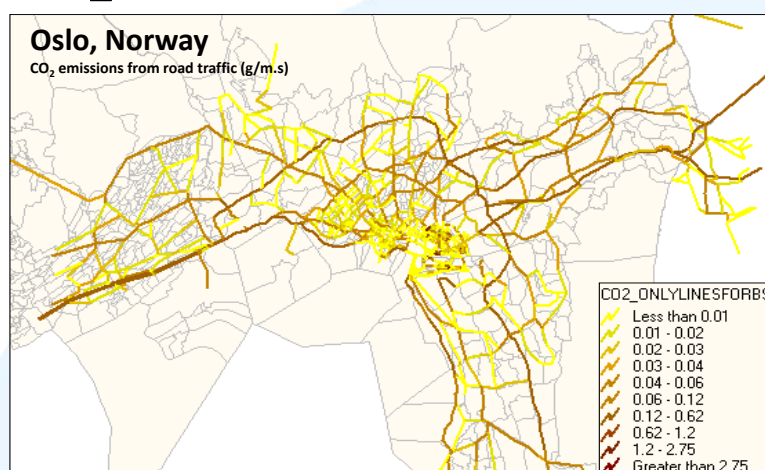 Oslo, Norway
CO₂ emissions from road traffic (g/m.s)
CO2_ONLYLINESFORBS
Less than 0.01
0.01 - 0.02
0.02 - 0.03
0.03 - 0.04
0.04 - 0.06
0.06 - 0.12
0.12 - 0.62
0.62 - 1.2
1.2 - 2.75
Greater than 2.75